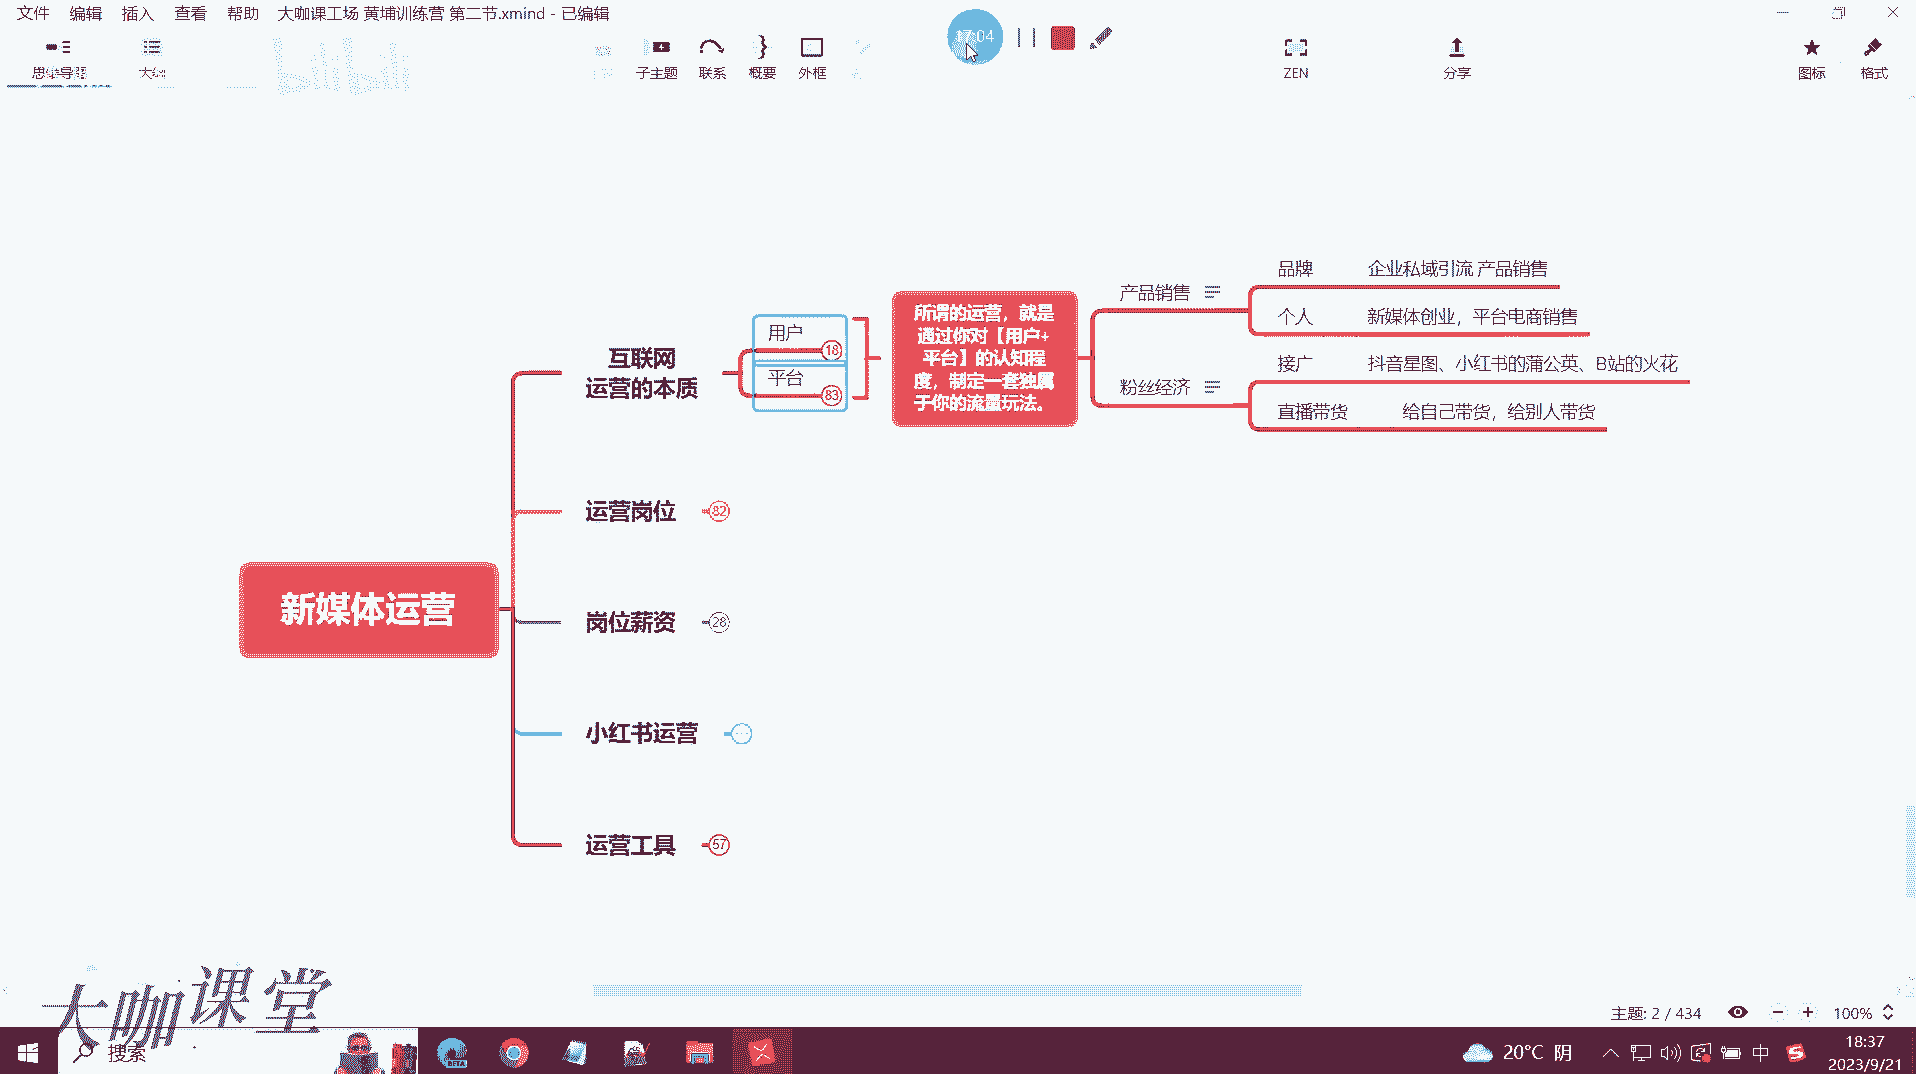 文件 编辑 插入 查看 帮助 大咖课工场 黄埔训练营 第二节.xmind - 已编辑
17:04
思维导图
大纲
bilibili
子主题
联系
概要
外框
ZEN
分享
图标
格式
品牌 企业私域引流 产品销售
产品销售
个人 新媒体创业，平台电商销售
接广 抖音星图、小红书的蒲公英、B站的火花
粉丝经济
直播带货 给自己带货，给别人带货
所谓的运营，就是
通过你对【用户+
平台】的认知程
度，制定一套独属
于你的流量玩法。
用户
18
平台
83
互联网
运营的本质
运营岗位
82
新媒体运营
岗位薪资
28
小红书运营
运营工具
57
大咖课堂
主题: 2 / 434
100%
搜索
BETA
20°C 阴
中
18:37
2023/9/21